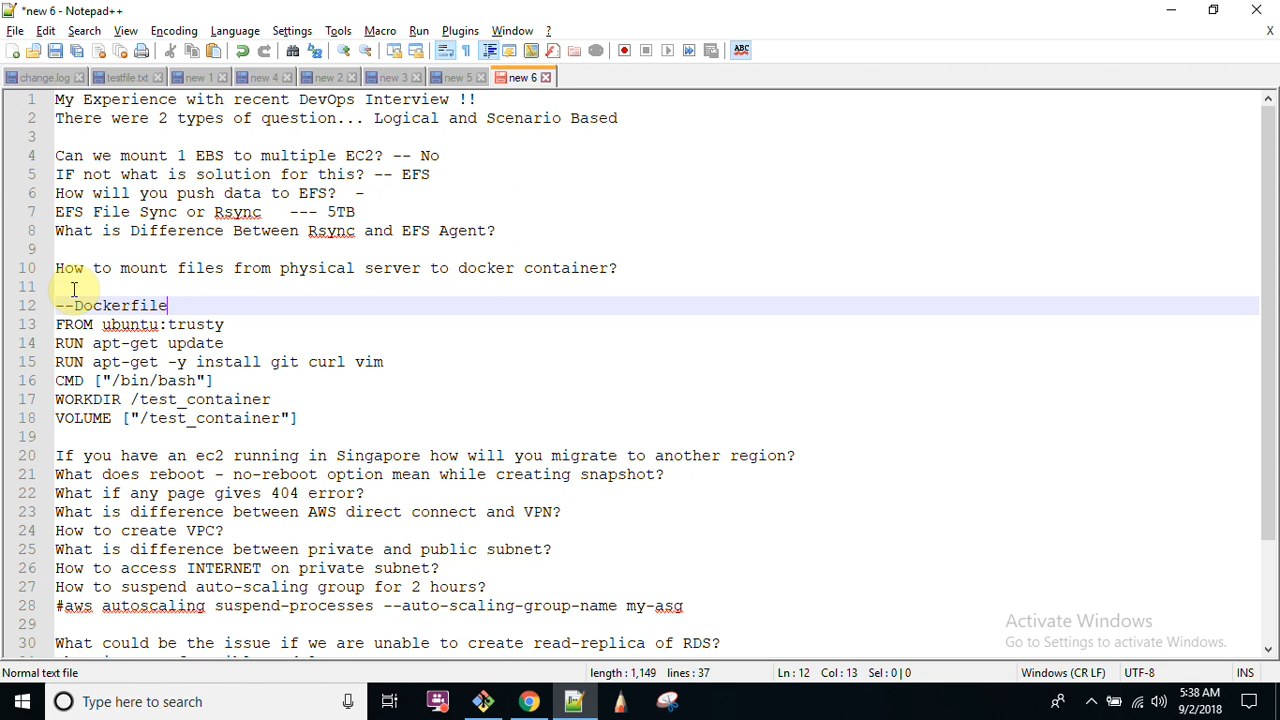 *new 6 - Notepad++
File Edit Search View Encoding Language Settings Tools Macro Run Plugins Window ? X
change.log testfile.txt new 1 new 4 new 2 new 3 new 5 new 6
1 My Experience with recent DevOps Interview !!
2 There were 2 types of question... Logical and Scenario Based
3
4 Can we mount 1 EBS to multiple EC2? -- No
5 IF not what is solution for this? -- EFS
6 How will you push data to EFS?  -
7 EFS File Sync or Rsync   --- 5TB
8 What is Difference Between Rsync and EFS Agent?
9
10 How to mount files from physical server to docker container?
11
12 --Dockerfile
13 FROM ubuntu:trusty
14 RUN apt-get update
15 RUN apt-get -y install git curl vim
16 CMD ["/bin/bash"]
17 WORKDIR /test_container
18 VOLUME ["/test_container"]
19
20 If you have an ec2 running in Singapore how will you migrate to another region?
21 What does reboot - no-reboot option mean while creating snapshot?
22 What if any page gives 404 error?
23 What is difference between AWS direct connect and VPN?
24 How to create VPC?
25 What is difference between private and public subnet?
26 How to access INTERNET on private subnet?
27 How to suspend auto-scaling group for 2 hours?
28 #aws autoscaling suspend-processes --auto-scaling-group-name my-asg
29
30 What could be the issue if we are unable to create read-replica of RDS?
Activate Windows
Go to Settings to activate Windows.
Normal text file length : 1,149 lines : 37 Ln : 12 Col : 13 Sel : 0 | 0 Windows (CR LF) UTF-8 INS
Type here to search
5:38 AM
9/2/2018